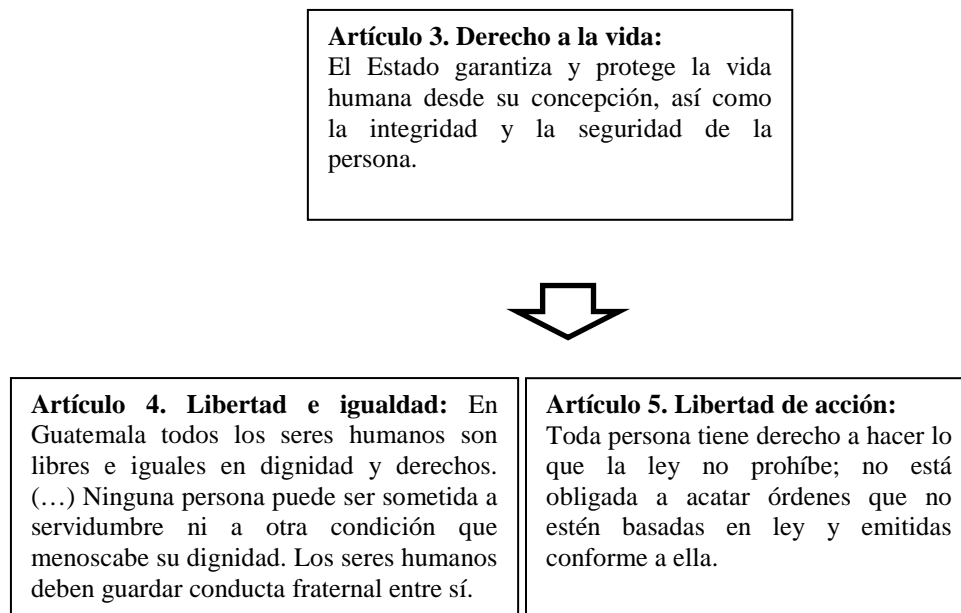 Artículo 3. Derecho a la vida:
El Estado garantiza y protege la vida
humana desde su concepción, así como
la integridad y la seguridad de la
persona.
Artículo 4. Libertad e igualdad: En
Guatemala todos los seres humanos son
libres e iguales en dignidad y derechos.
(…) Ninguna persona puede ser sometida a
servidumbre ni a otra condición que
menoscabe su dignidad. Los seres humanos
deben guardar conducta fraternal entre sí.
Artículo 5. Libertad de acción:
Toda persona tiene derecho a hacer lo
que la ley no prohíbe; no está
obligada a acatar órdenes que no
estén basadas en ley y emitidas
conforme a ella.